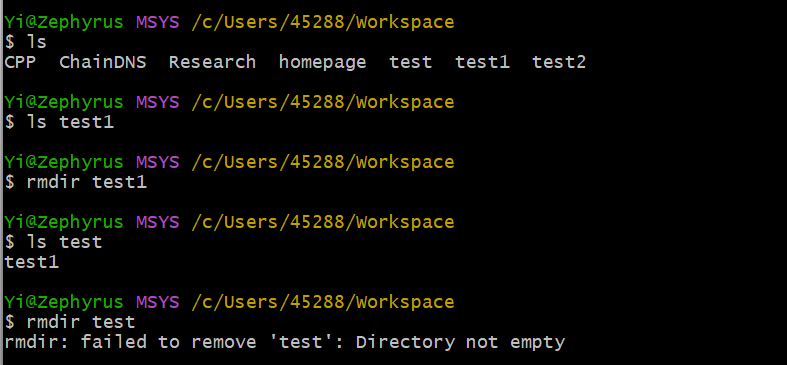 Yi@Zephyrus MSYS /c/Users/45288/Workspace
$ ls
CPP  ChainDNS  Research  homepage  test  test1  test2
Yi@Zephyrus MSYS /c/Users/45288/Workspace
$ ls test1
Yi@Zephyrus MSYS /c/Users/45288/Workspace
$ rmdir test1
Yi@Zephyrus MSYS /c/Users/45288/Workspace
$ ls test
test1
Yi@Zephyrus MSYS /c/Users/45288/Workspace
$ rmdir test
rmdir: failed to remove 'test': Directory not empty